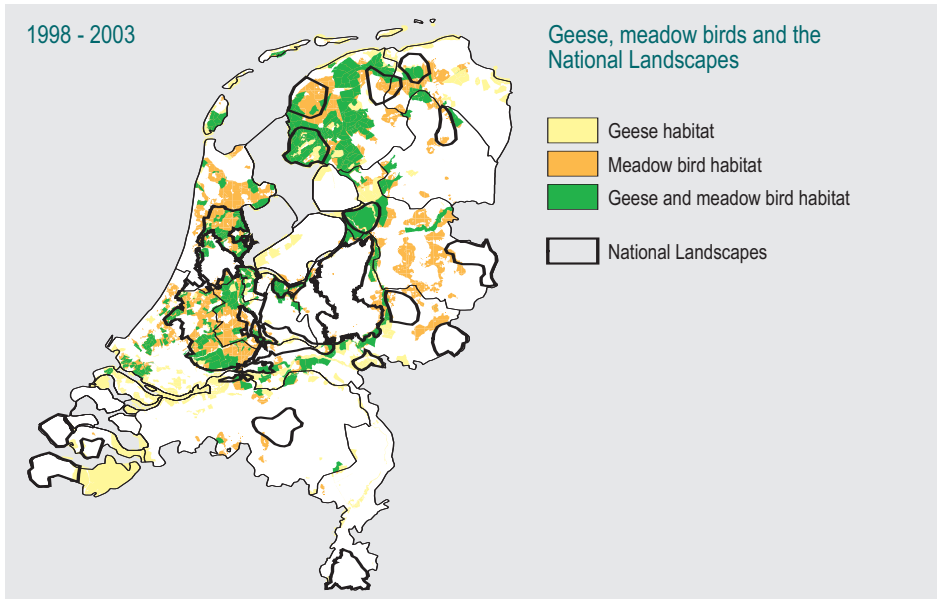 1998 - 2003
Geese, meadow birds and the
National Landscapes
Geese habitat
Meadow bird habitat
Geese and meadow bird habitat
National Landscapes